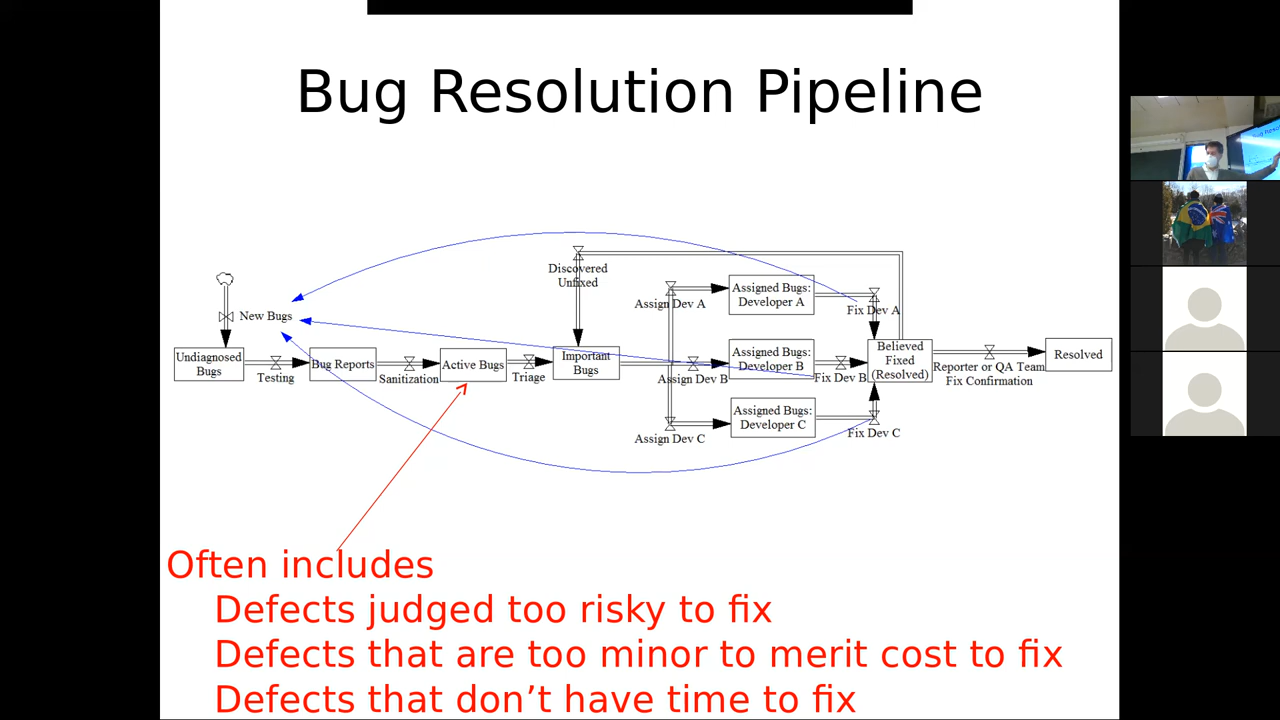 Bug Resolution Pipeline
Discovered
Unfixed
Assign Dev A
Assigned Bugs:
Developer A
Fix Dev A
New Bugs
Undiagnosed
Bugs
Testing
Bug Reports
Sanitization
Active Bugs
Triage
Important
Bugs
Assign Dev B
Assigned Bugs:
Developer B
Fix Dev B
Believed
Fixed
(Resolved)
Reporter or QA Team
Fix Confirmation
Resolved
Assign Dev C
Assigned Bugs:
Developer C
Fix Dev C
Often includes
Defects judged too risky to fix
Defects that are too minor to merit cost to fix
Defects that don’t have time to fix